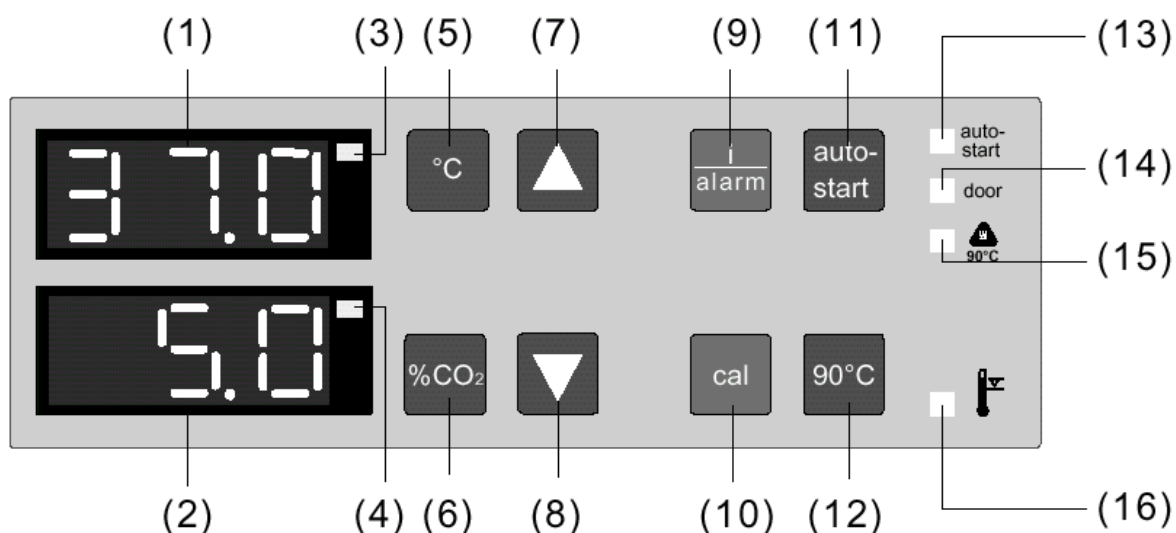 (1) (3) (5) (7) (9) (11) (13)
37.0
°C
i
alarm
auto-
start
auto-
start
door
(14)
90°C
(15)
5.0
%CO₂
cal
90°C
(2) (4) (6) (8) (10) (12) (16)